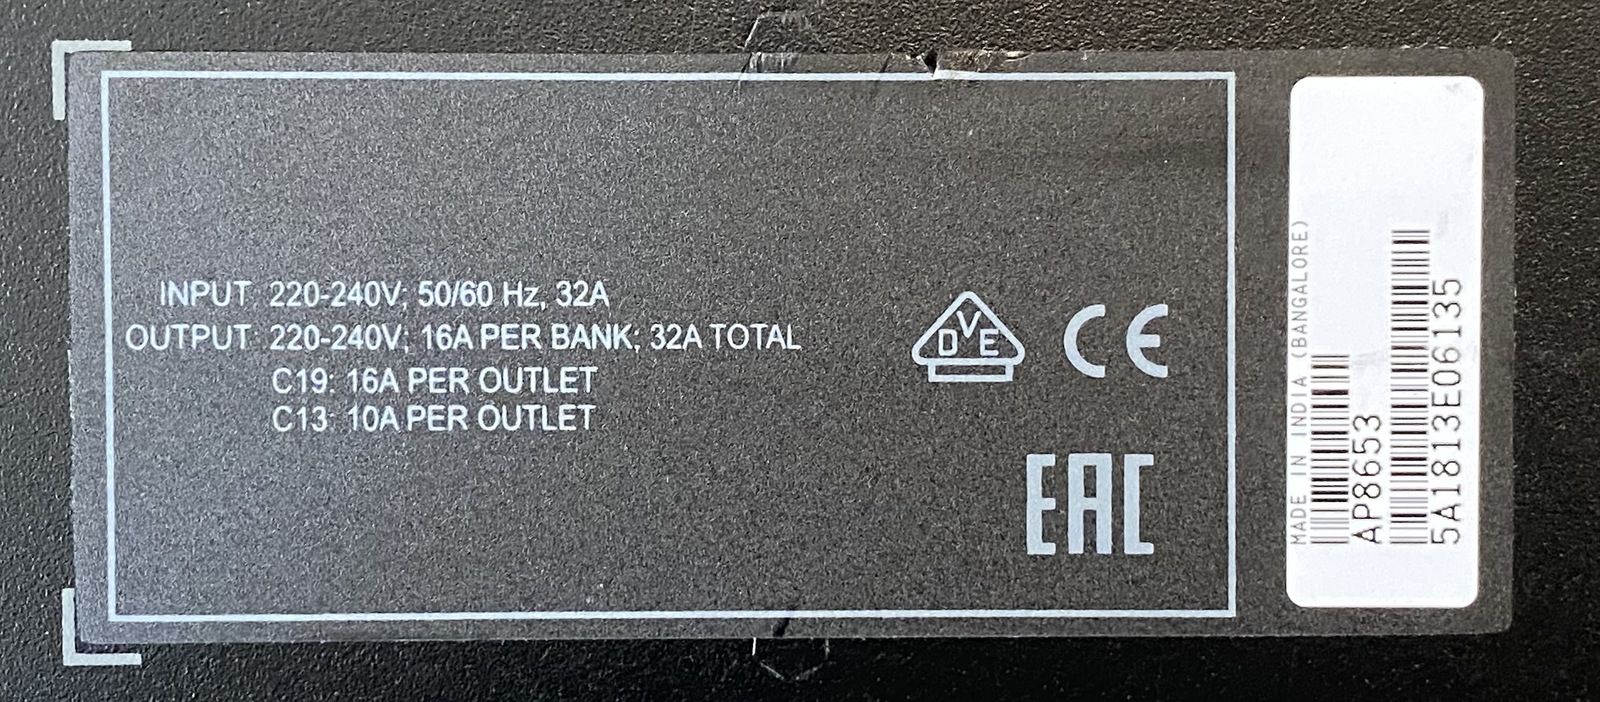 INPUT 220-240V; 50/60 Hz, 32A
OUTPUT 220-240V; 16A PER BANK; 32A TOTAL
C19: 16A PER OUTLET
C13: 10A PER OUTLET
DVE
CE
EAC
MADE IN INDIA (BANGALORE)
AP8653
5A1813E06135